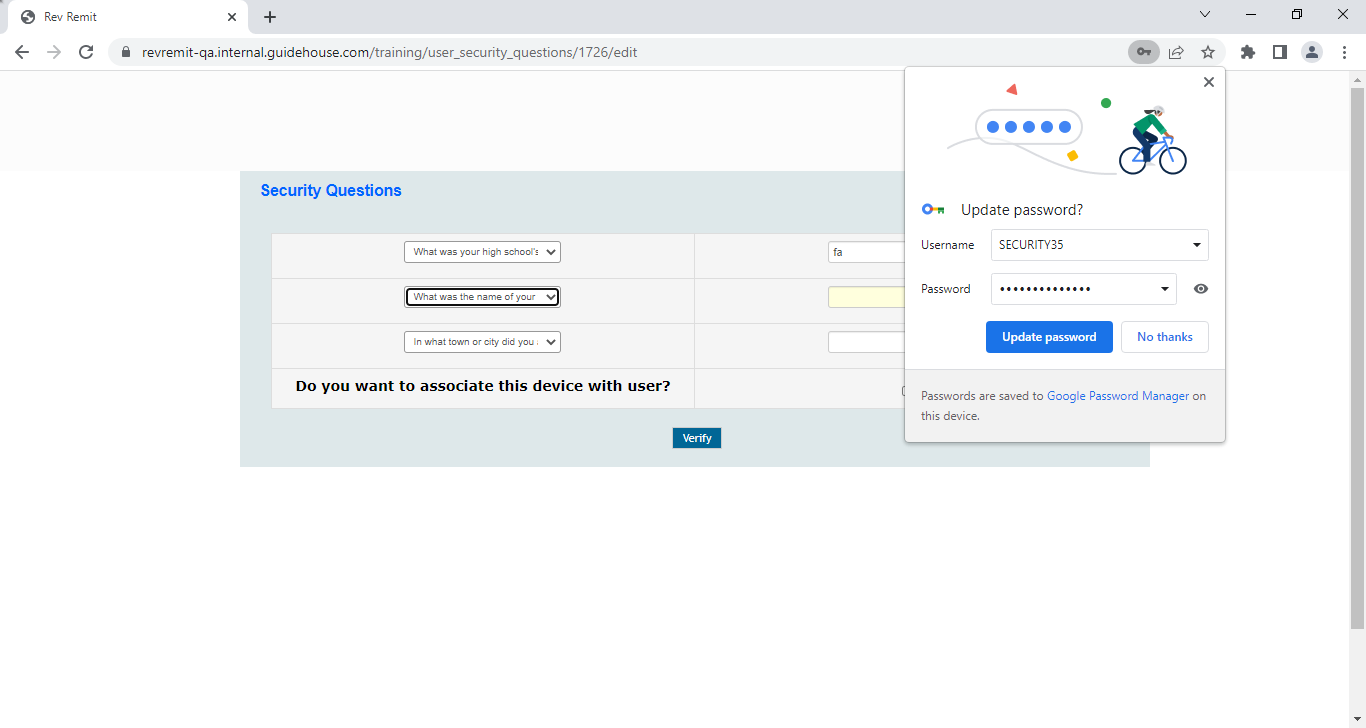 Rev Remit
revremit-qa.internal.guidehouse.com/training/user_security_questions/1726/edit
Security Questions
What was your high school's
fa
What was the name of your
In what town or city did you
Do you want to associate this device with user?
Verify
Update password?
Username
SECURITY35
Password
••••••••••••••
Update password
No thanks
Passwords are saved to Google Password Manager on
this device.